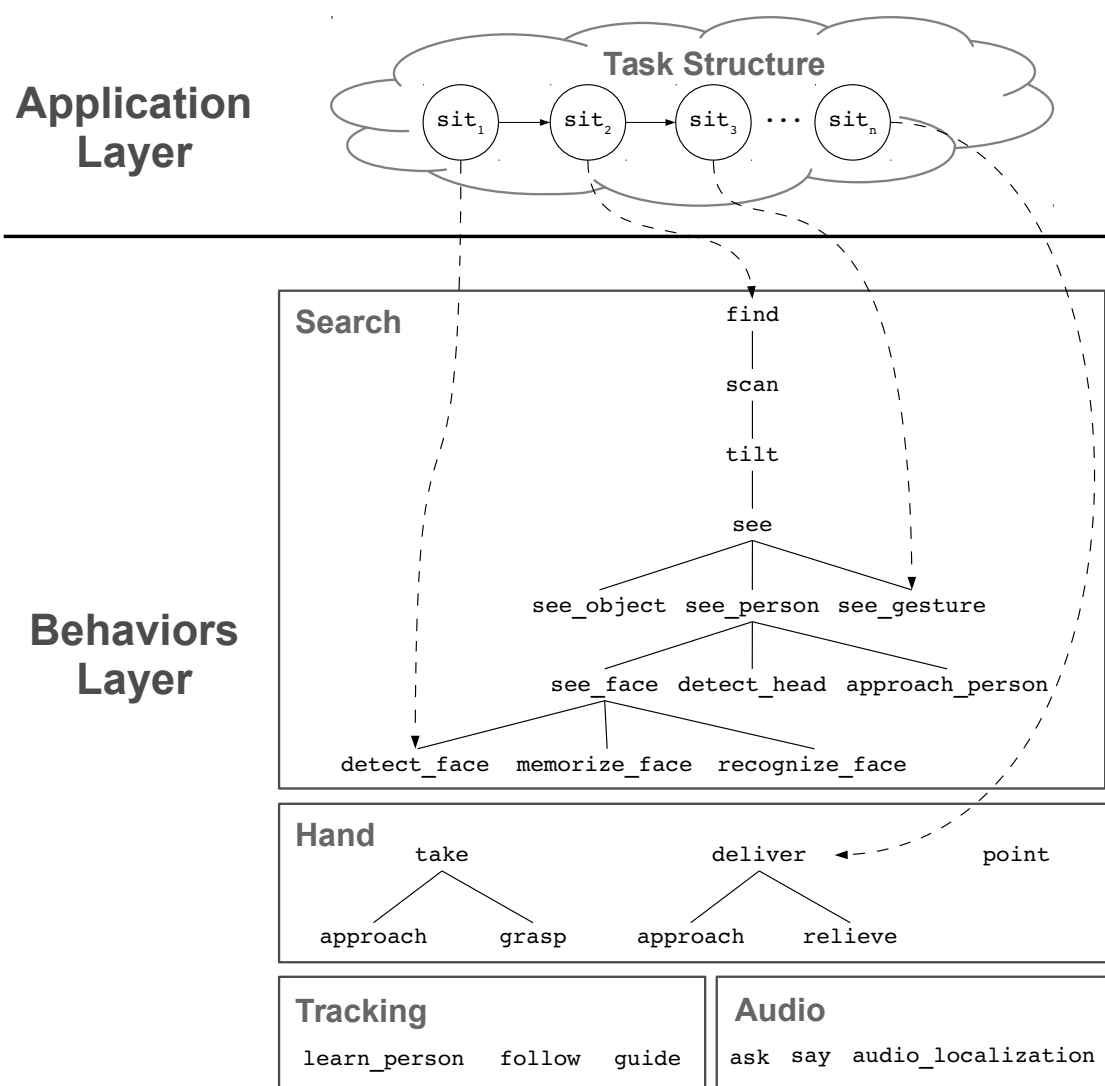 Task Structure
Application
Layer
sit1 sit2 sit3 ... sitn
Behaviors
Layer
Search
find
scan
tilt
see
see_object see_person see_gesture
see_face detect_head approach_person
detect_face memorize_face recognize_face
Hand
take deliver point
approach grasp approach relieve
Tracking
learn_person follow guide
Audio
ask say audio_localization